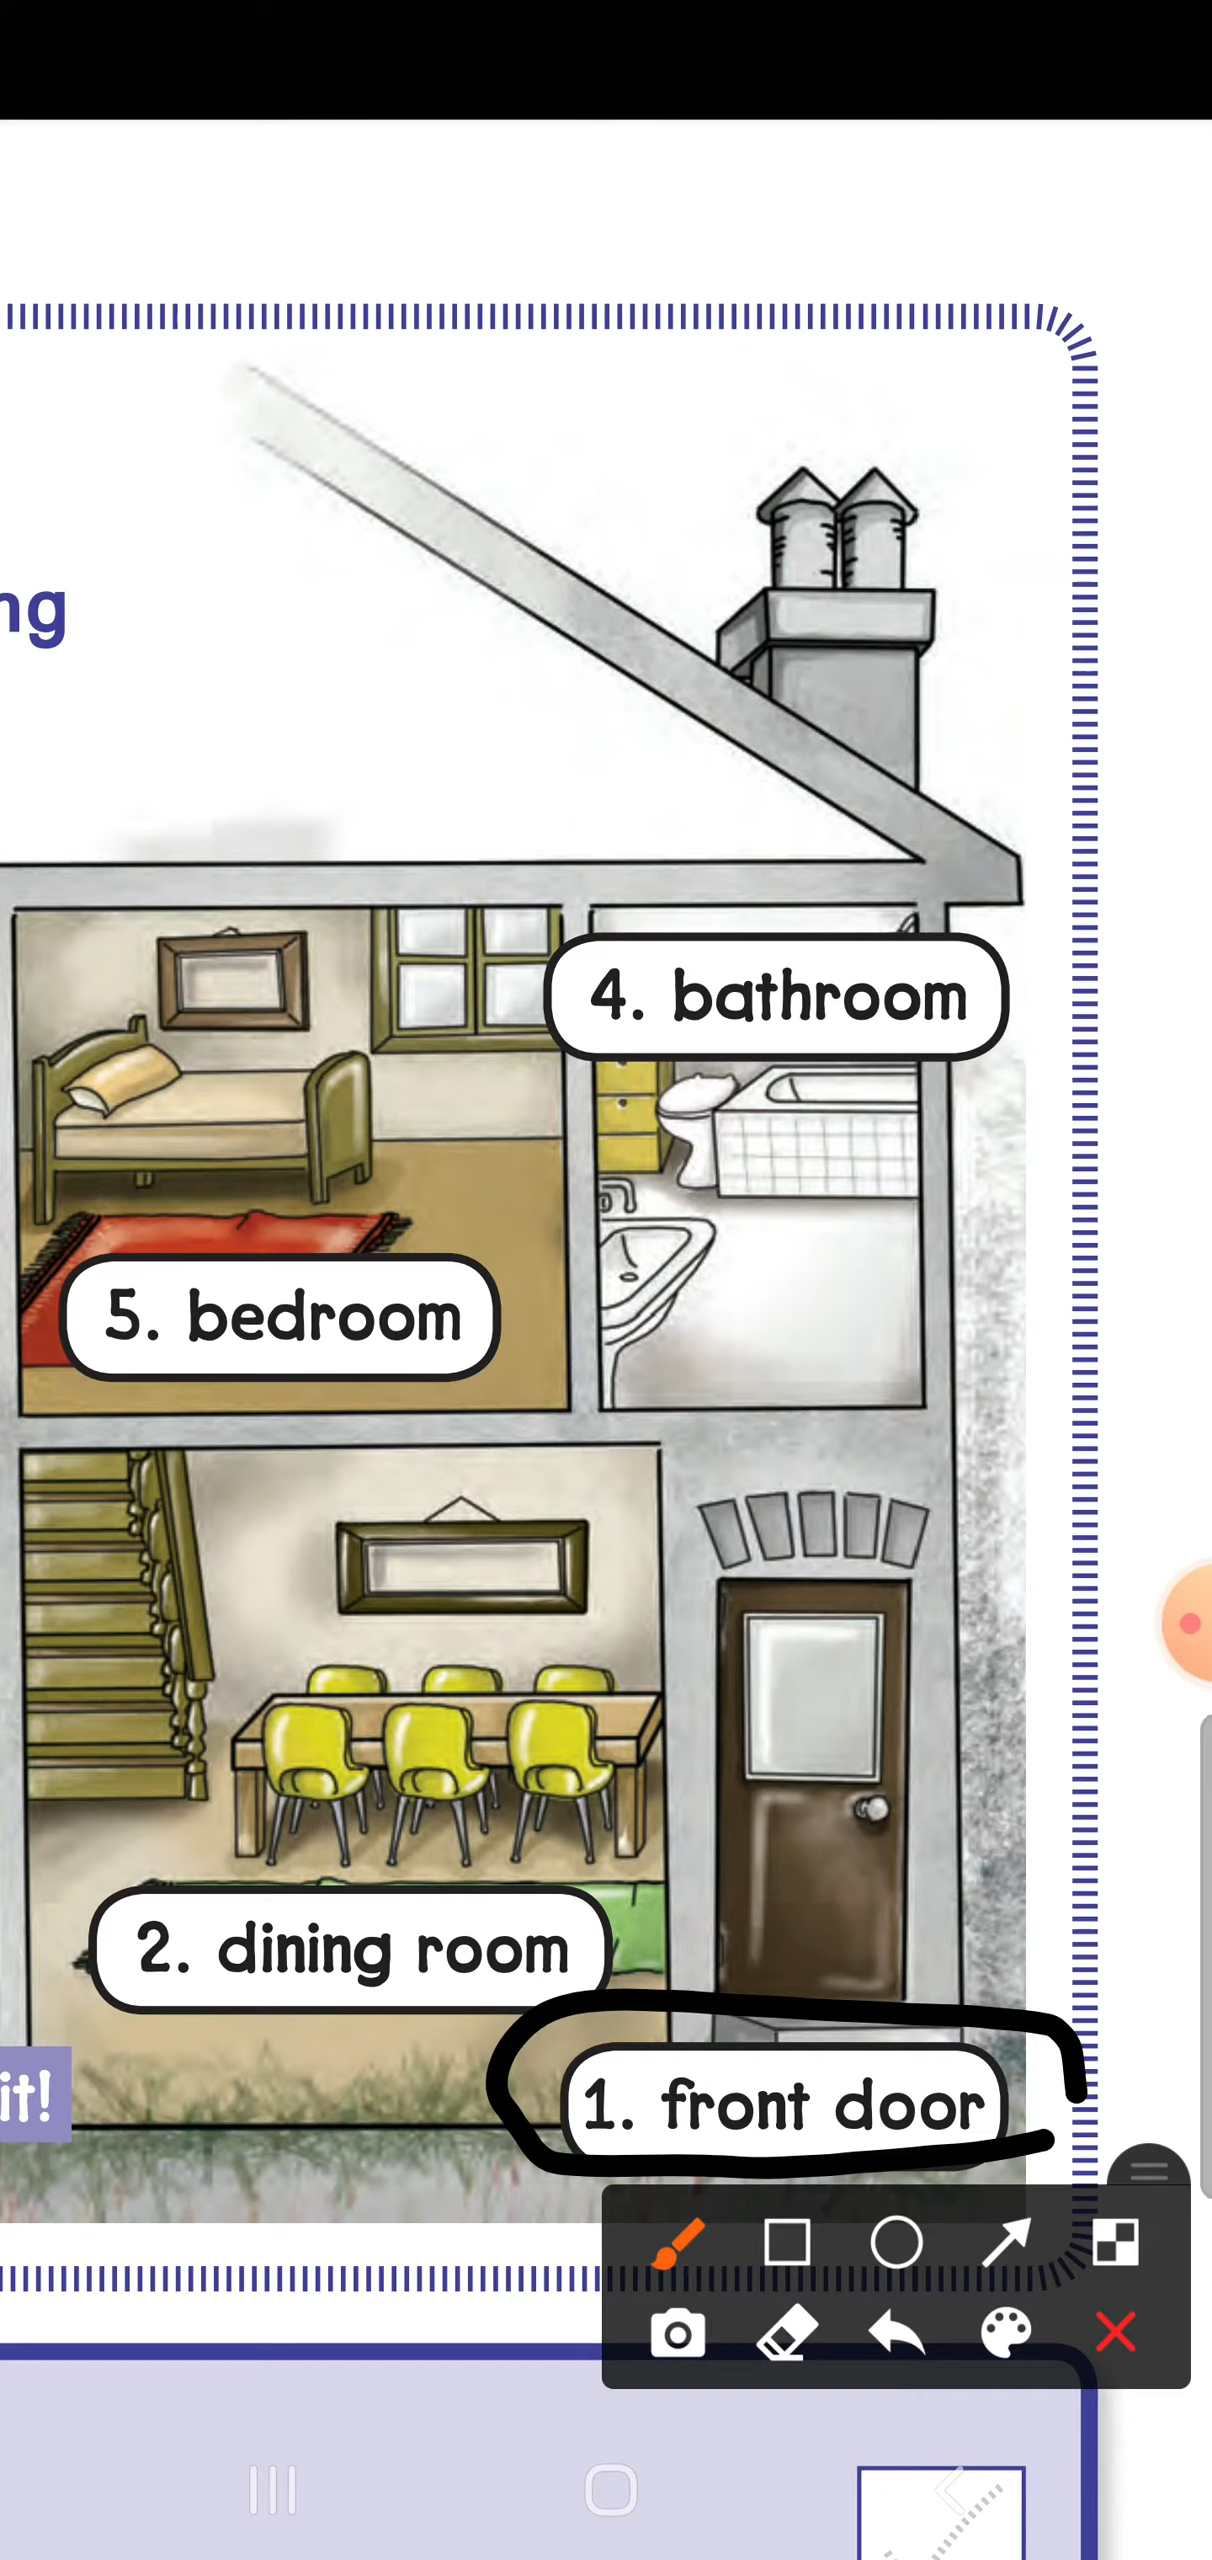 ng
4. bathroom
5. bedroom
2. dining room
it!
1. front door